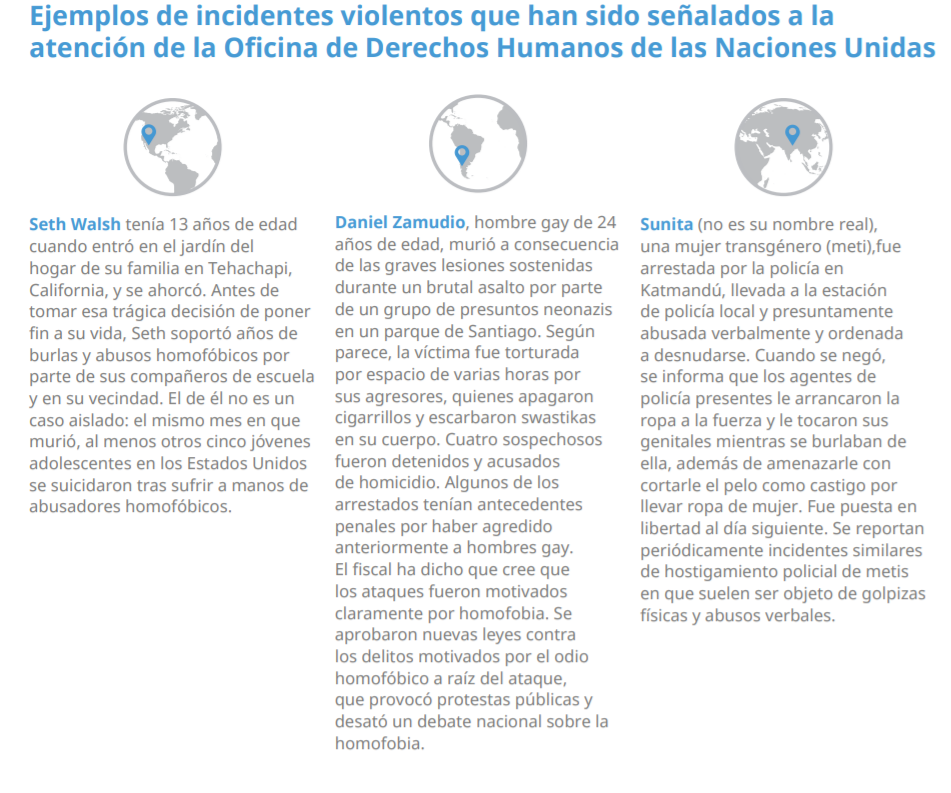 Ejemplos de incidentes violentos que han sido señalados a la
atención de la Oficina de Derechos Humanos de las Naciones Unidas
Seth Walsh tenía 13 años de edad
cuando entró en el jardín del
hogar de su familia en Tehachapi,
California, y se ahorcó. Antes de
tomar esa trágica decisión de poner
fin a su vida, Seth soportó años de
burlas y abusos homofóbicos por
parte de sus compañeros de escuela
y en su vecindad. El de él no es un
caso aislado: el mismo mes en que
murió, al menos otros cinco jóvenes
adolescentes en los Estados Unidos
se suicidaron tras sufrir a manos de
abusadores homofóbicos.
Daniel Zamudio, hombre gay de 24
años de edad, murió a consecuencia
de las graves lesiones sostenidas
durante un brutal asalto por parte
de un grupo de presuntos neonazis
en un parque de Santiago. Según
parece, la víctima fue torturada
por espacio de varias horas por
sus agresores, quienes apagaron
cigarrillos y escarbaron swastikas
en su cuerpo. Cuatro sospechosos
fueron detenidos y acusados
de homicidio. Algunos de los
arrestados tenían antecedentes
penales por haber agredido
anteriormente a hombres gay.
El fiscal ha dicho que cree que
los ataques fueron motivados
claramente por homofobia. Se
aprobaron nuevas leyes contra
los delitos motivados por el odio
homofóbico a raíz del ataque,
que provocó protestas públicas y
desató un debate nacional sobre la
homofobia.
Sunita (no es su nombre real),
una mujer transgénero (meti),fue
arrestada por la policía en
Katmandú, llevada a la estación
de policía local y presuntamente
abusada verbalmente y ordenada
a desnudarse. Cuando se negó,
se informa que los agentes de
policía presentes le arrancaron la
ropa a la fuerza y le tocaron sus
genitales mientras se burlaban de
ella, además de amenazarle con
cortarle el pelo como castigo por
llevar ropa de mujer. Fue puesta en
libertad al día siguiente. Se reportan
periódicamente incidentes similares
de hostigamiento policial de metis
en que suelen ser objeto de golpizas
físicas y abusos verbales.